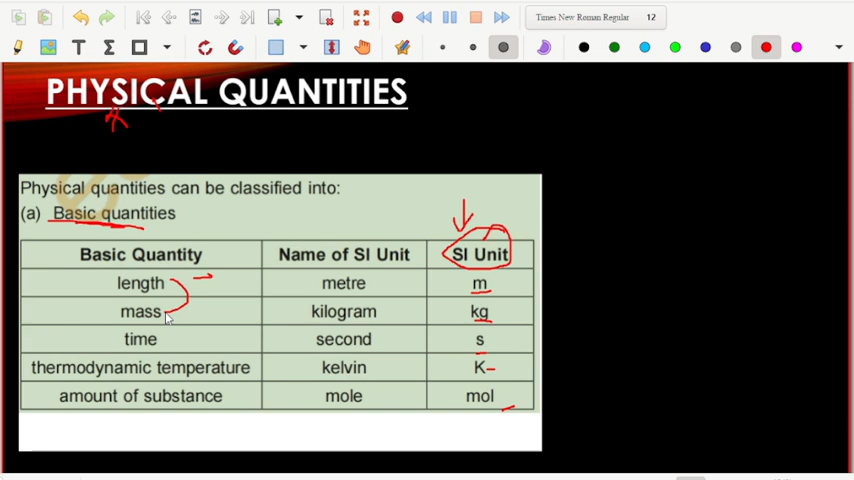 Times New Roman Regular 12
PHYSICAL QUANTITIES
Physical quantities can be classified into:
(a) Basic quantities
Basic Quantity Name of SI Unit SI Unit
length metre m
mass kilogram kg
time second s
thermodynamic temperature kelvin K
amount of substance mole mol